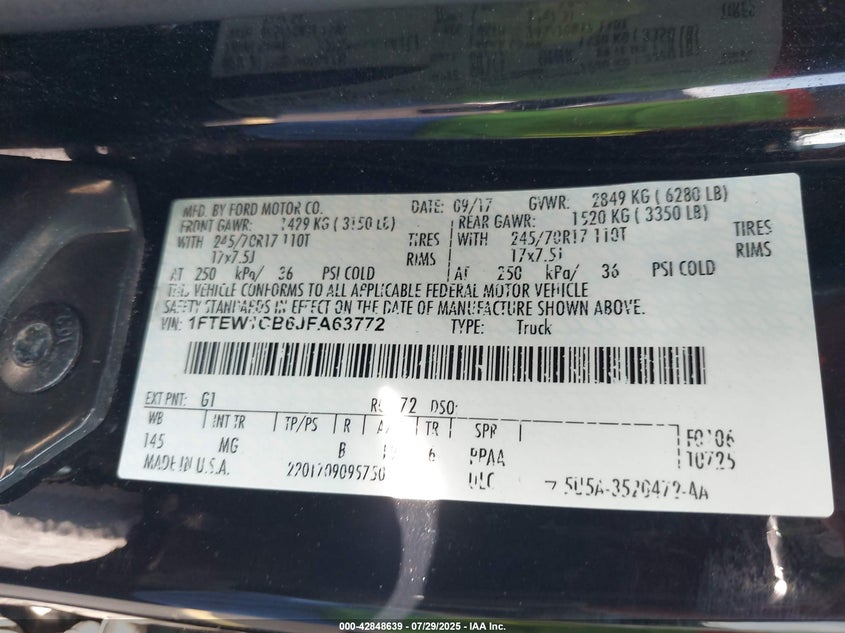 MFD. BY FORD MOTOR CO. DATE: 09/17 GVWR: 2849 KG ( 6280 LB)
FRONT GAWR: 1429 KG ( 3150 LB) REAR GAWR: 1520 KG ( 3350 LB)
WITH 245/70R17 110T TIRES WITH 245/70R17 110T TIRES
17x7.5J RIMS 17x7.5J RIMS
AT 250 kPa/ 36 PSI COLD AT 250 kPa/ 36 PSI COLD
THIS VEHICLE CONFORMS TO ALL APPLICABLE FEDERAL MOTOR VEHICLE
SAFETY STANDARDS IN EFFECT ON THE DATE OF MANUFACTURE SHOWN ABOVE.
VIN: 1FTEW1CB6JFA63772 TYPE: Truck
EXT PNT: G1 72 DSO:
WB INT TR TP/PS R TR SPR
145 MG B 6 PPAA
MADE IN U.S.A. ULC
10725
000-42848639 - 07/29/2025 - IAA Inc.